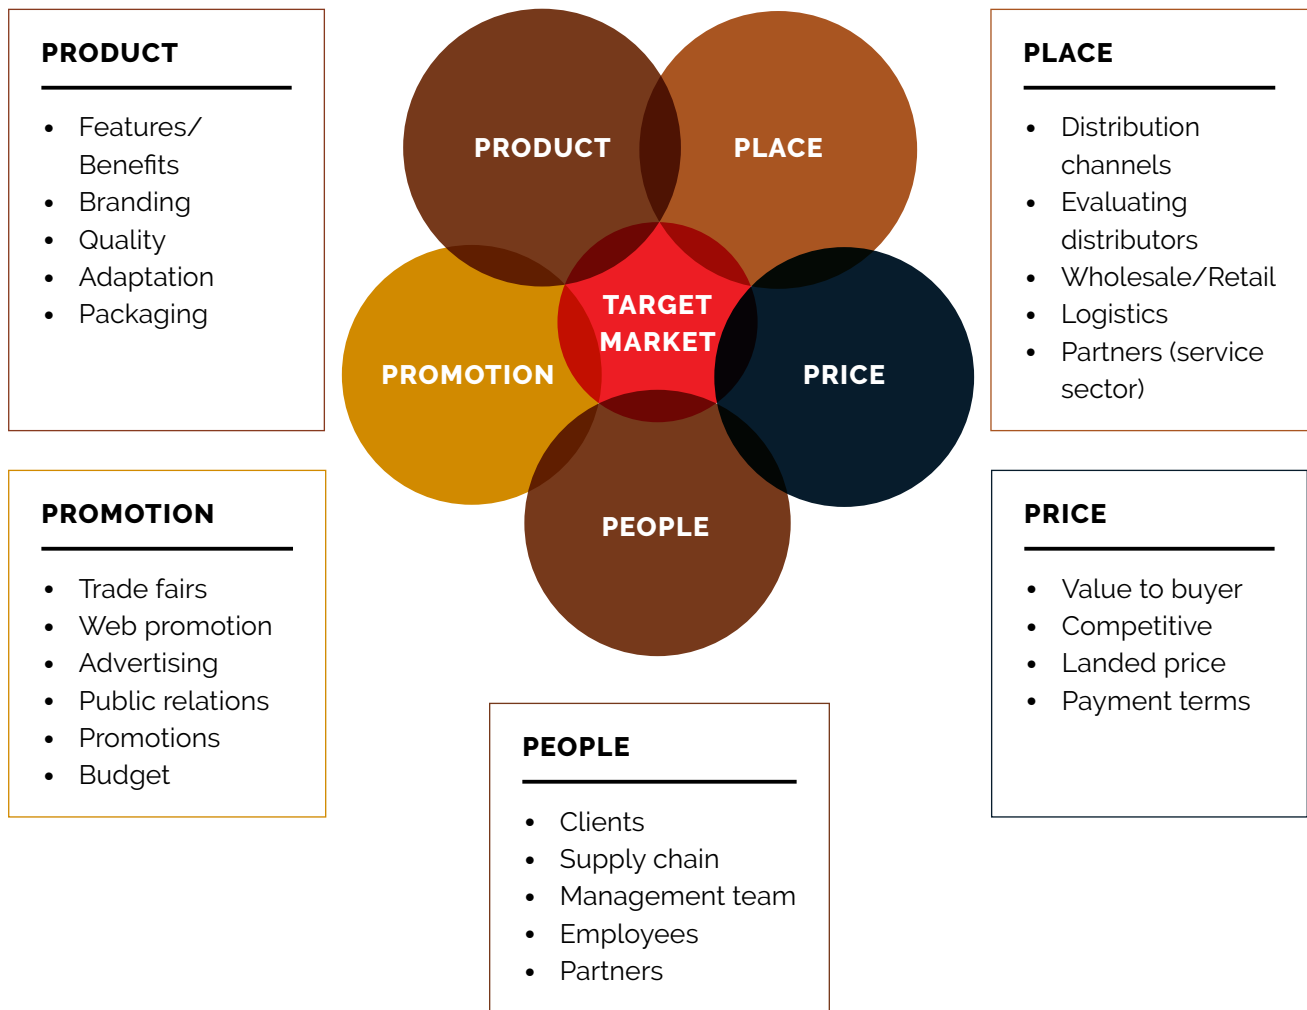 PRODUCT
Features/
Benefits
Branding
Quality
Adaptation
Packaging
PRODUCT
PLACE
TARGET
MARKET
PROMOTION
PRICE
PEOPLE
PLACE
Distribution
channels
Evaluating
distributors
Wholesale/Retail
Logistics
Partners (service
sector)
PROMOTION
Trade fairs
Web promotion
Advertising
Public relations
Promotions
Budget
PEOPLE
Clients
Supply chain
Management team
Employees
Partners
PRICE
Value to buyer
Competitive
Landed price
Payment terms